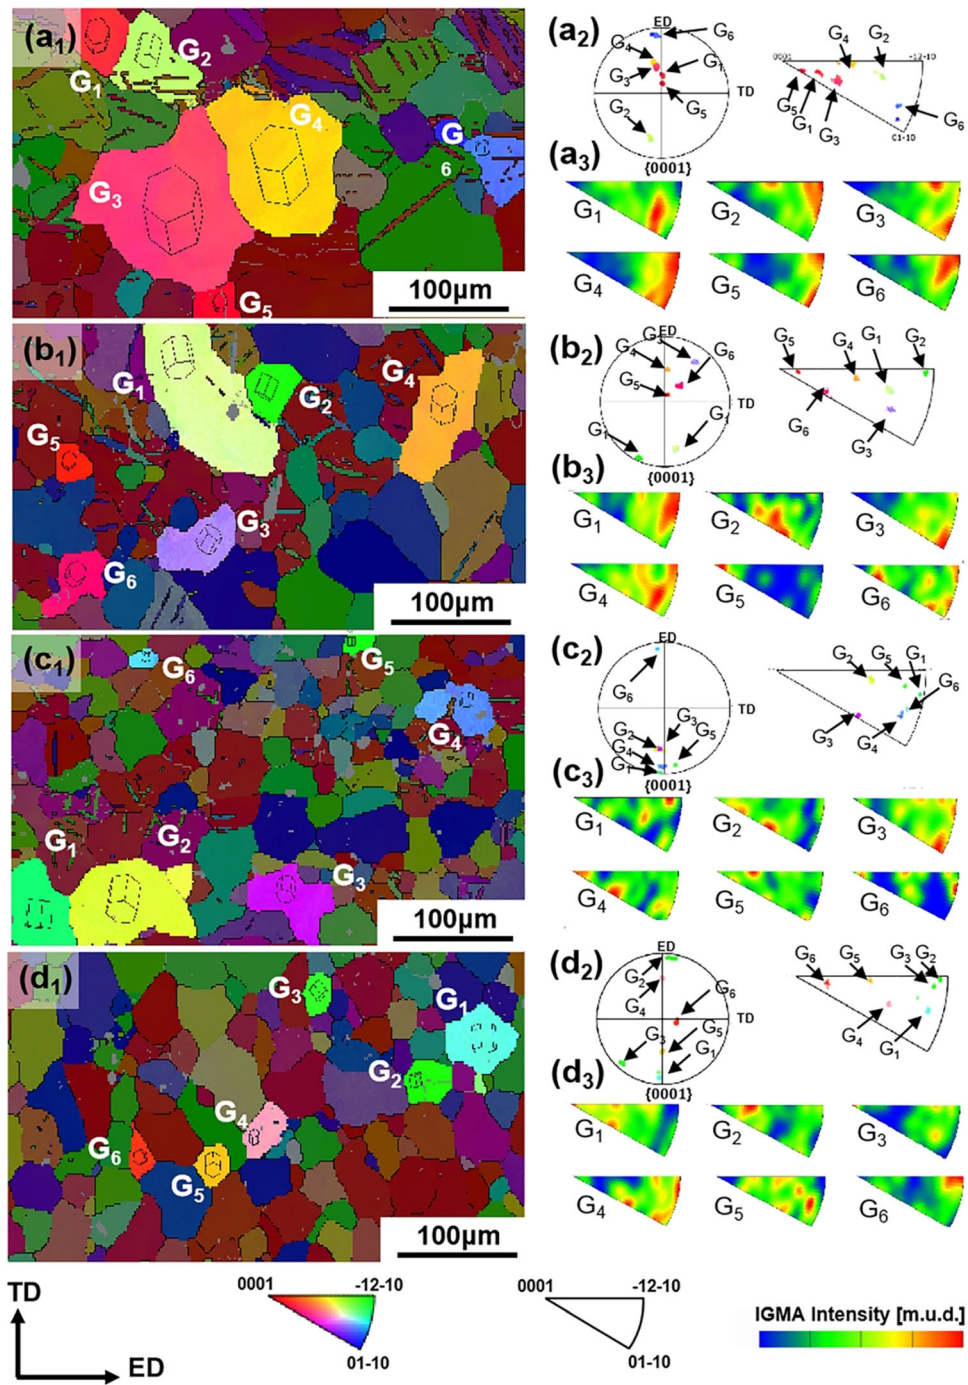 (a₁)
G₁
G₂
G₃
G₄
G
6
G₅
100μm
(a₂)
ED
G₆
G₄
G₃
G₁
G₂
G₅
TD
{0001}
G₄
G₂
0001
-12-10
G₅
G₁
G₃
G₆
01-10
(a₃)
G₁
G₂
G₃
G₄
G₅
G₆
(b₁)
G₁
G₂
G₄
G₅
G₃
G₆
100μm
(b₂)
ED
G₃
G₄
G₆
G₅
TD
G₁
{0001}
G₅
G₄
G₁
G₂
G₆
G₃
(b₃)
G₁
G₂
G₃
G₄
G₅
G₆
(c₁)
G₆
G₅
G₄
G₁
G₂
G₃
100μm
(c₂)
ED
G₆
TD
G₂
G₃
G₄
G₅
G₁
{0001}
G₂
G₅
G₁
G₆
G₃
G₄
(c₃)
G₁
G₂
G₃
G₄
G₅
G₆
(d₁)
G₃
G₁
G₂
G₄
G₆
G₅
100μm
(d₂)
ED
G₂
G₄
G₆
TD
G₃
G₅
G₁
{0001}
G₆
G₅
G₃
G₂
G₄
G₁
(d₃)
G₁
G₂
G₃
G₄
G₅
G₆
TD
ED
0001
-12-10
01-10
0001
-12-10
01-10
IGMA Intensity [m.u.d.]